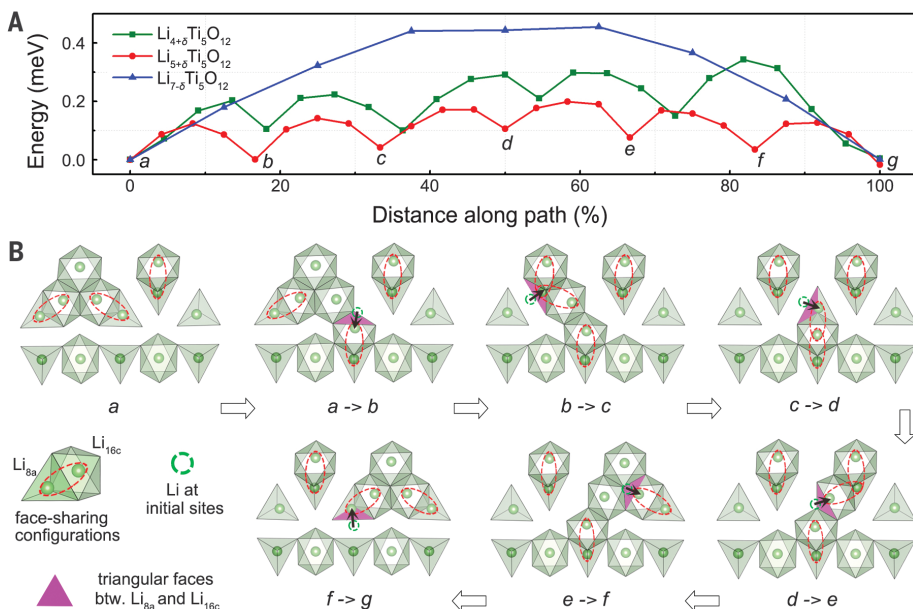 A
Energy (meV)
0.4
0.2
0.0
Li4+δTi5O12
Li5+δTi5O12
Li7-δTi5O12
a
b
c
d
e
f
g
0
20
40
60
80
100
Distance along path (%)
B
a
a -> b
b -> c
c -> d
Li8a
Li16c
face-sharing
configurations
Li at
initial sites
triangular faces
btw. Li8a and Li16c
f -> g
e -> f
d -> e